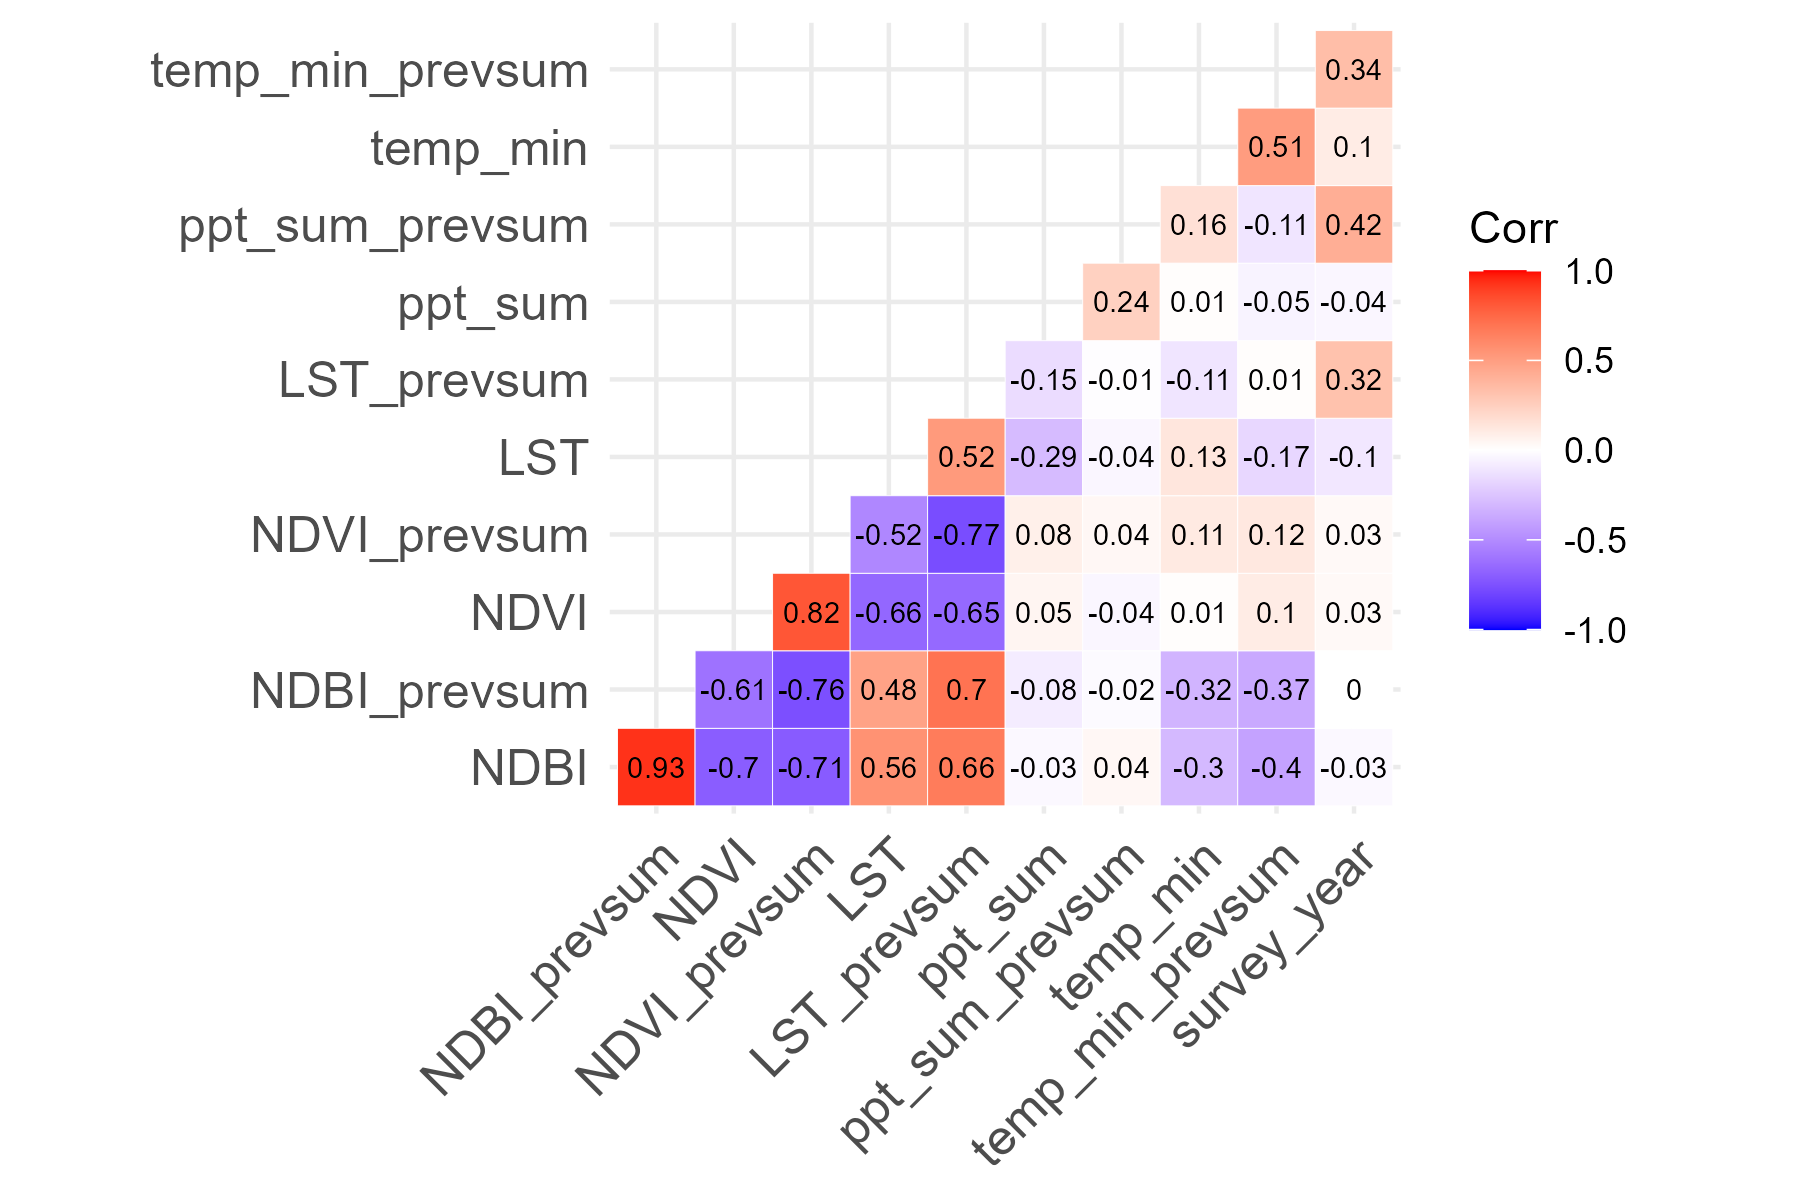 temp_min_prevsum 0.34
temp_min 0.51 0.1
ppt_sum_prevsum 0.16 -0.11 0.42
ppt_sum 0.24 0.01 -0.05 -0.04
LST_prevsum -0.15 -0.01 -0.11 0.01 0.32
LST 0.52 -0.29 -0.04 0.13 -0.17 -0.1
NDVI_prevsum -0.52 -0.77 0.08 0.04 0.11 0.12 0.03
NDVI 0.82 -0.66 -0.65 0.05 -0.04 0.01 0.1 0.03
NDBI_prevsum -0.61 -0.76 0.48 0.7 -0.08 -0.02 -0.32 -0.37 0
NDBI 0.93 -0.7 -0.71 0.56 0.66 -0.03 0.04 -0.3 -0.4 -0.03
NDBI_prevsum
NDVI
NDVI_prevsum
LST
LST_prevsum
ppt_sum
ppt_sum_prevsum
temp_min
temp_min_prevsum
survey_year
Corr
1.0
0.5
0.0
-0.5
-1.0